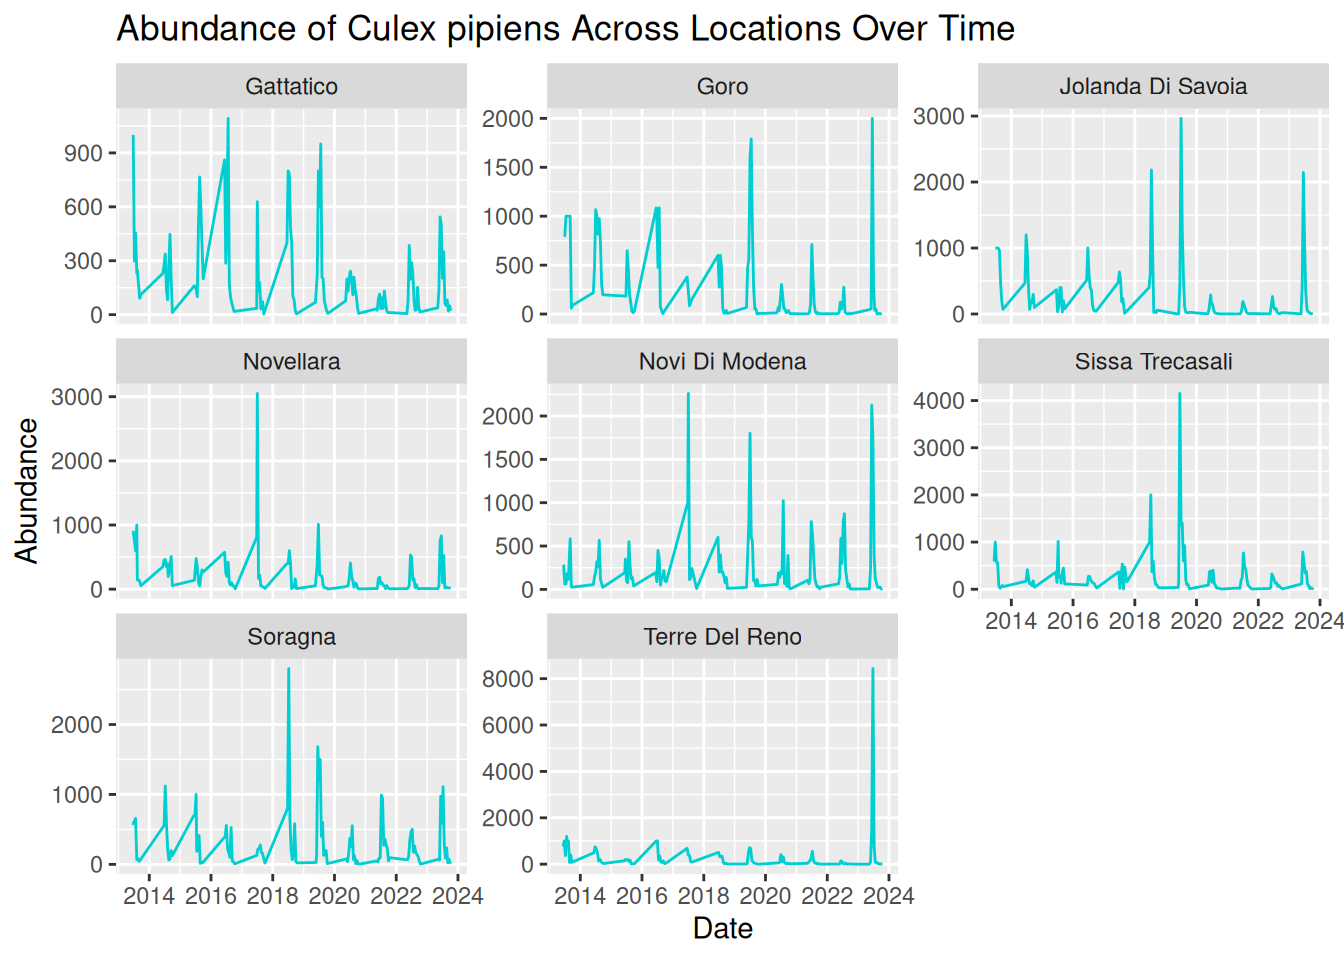 Abundance of Culex pipiens Across Locations Over Time
Gattatico
Goro
Jolanda Di Savoia
900
600
300
0
2000
1500
1000
500
0
3000
2000
1000
0
Novellara
Novi Di Modena
Sissa Trecasali
3000
2000
1000
0
2000
1500
1000
500
0
4000
3000
2000
1000
0
2014 2016 2018 2020 2022 2024
Soragna
Terre Del Reno
2000
1000
0
8000
6000
4000
2000
0
2014 2016 2018 2020 2022 2024
2014 2016 2018 2020 2022 2024
Abundance
Date